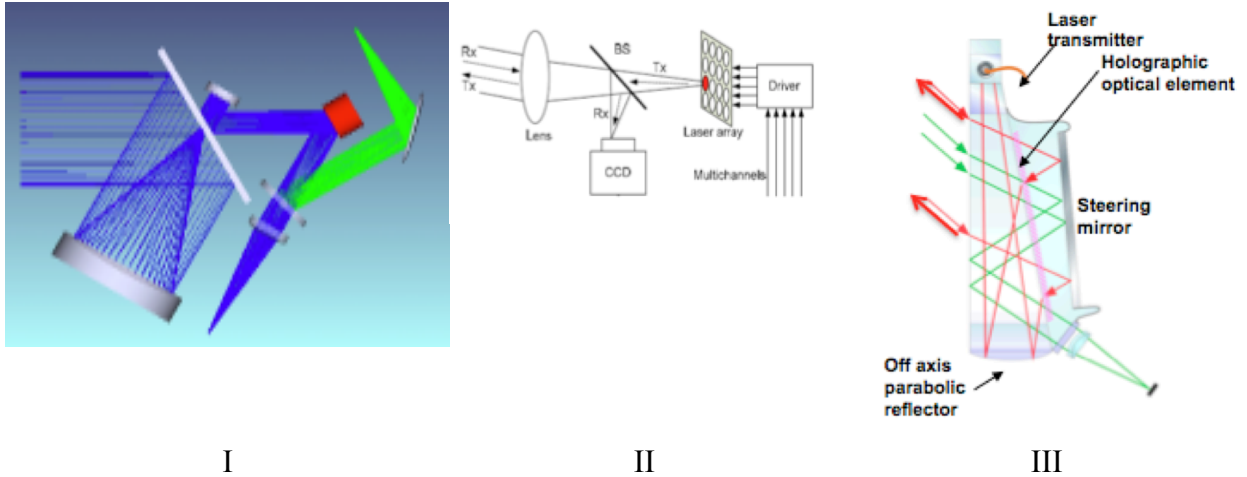 Rx
Tx
BS
Tx
Rx
Lens
CCD
Laser array
Driver
Multichannels
Laser
transmitter
Holographic
optical element
Steering
mirror
Off axis
parabolic
reflector
I
II
III